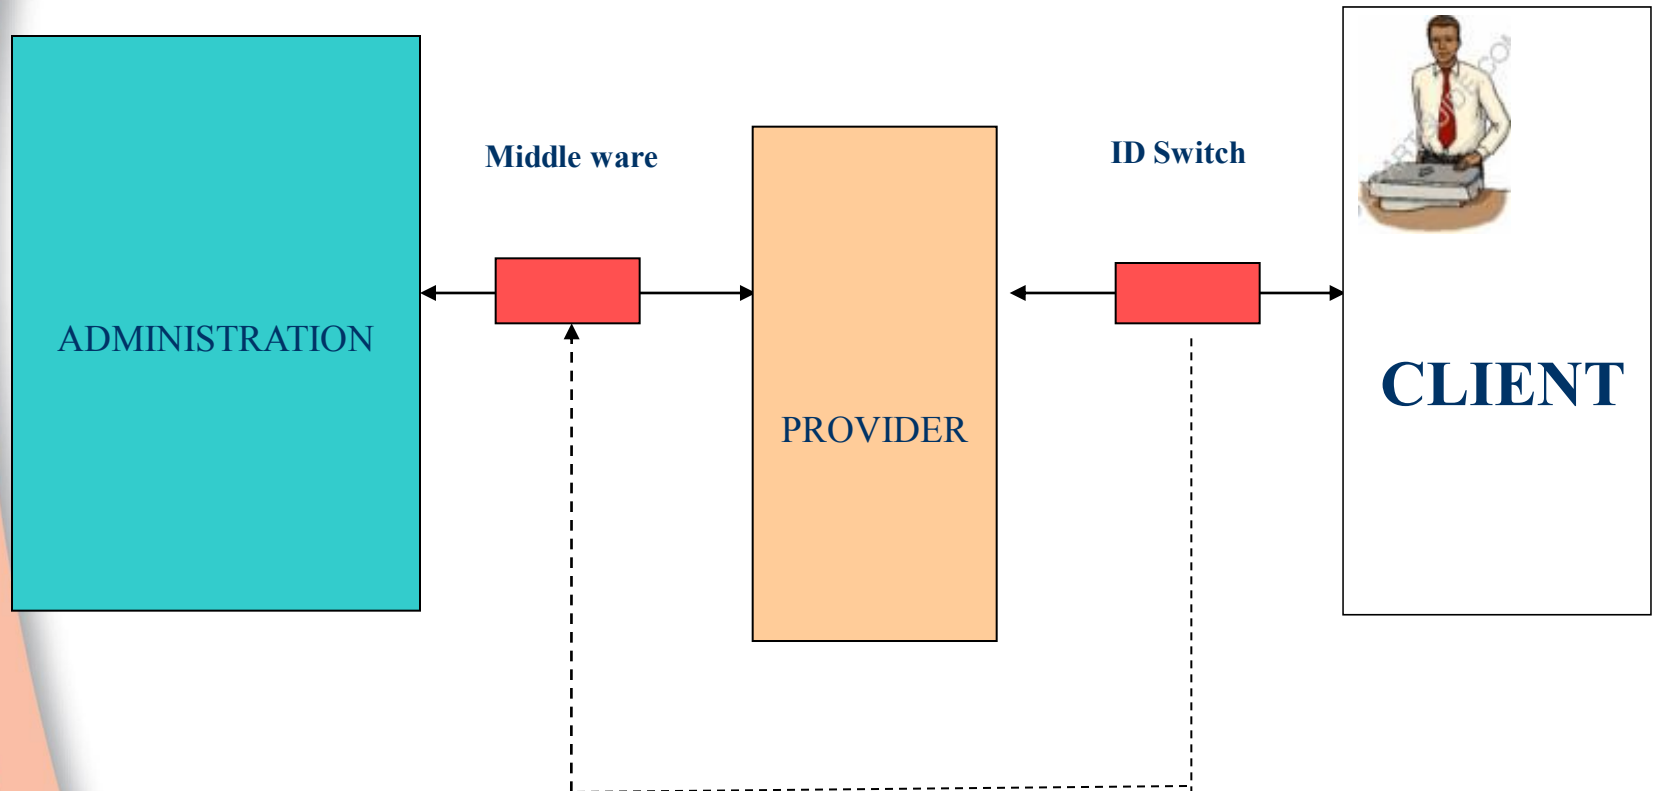 Middle ware
ID Switch
ADMINISTRATION
PROVIDER
CLIENT